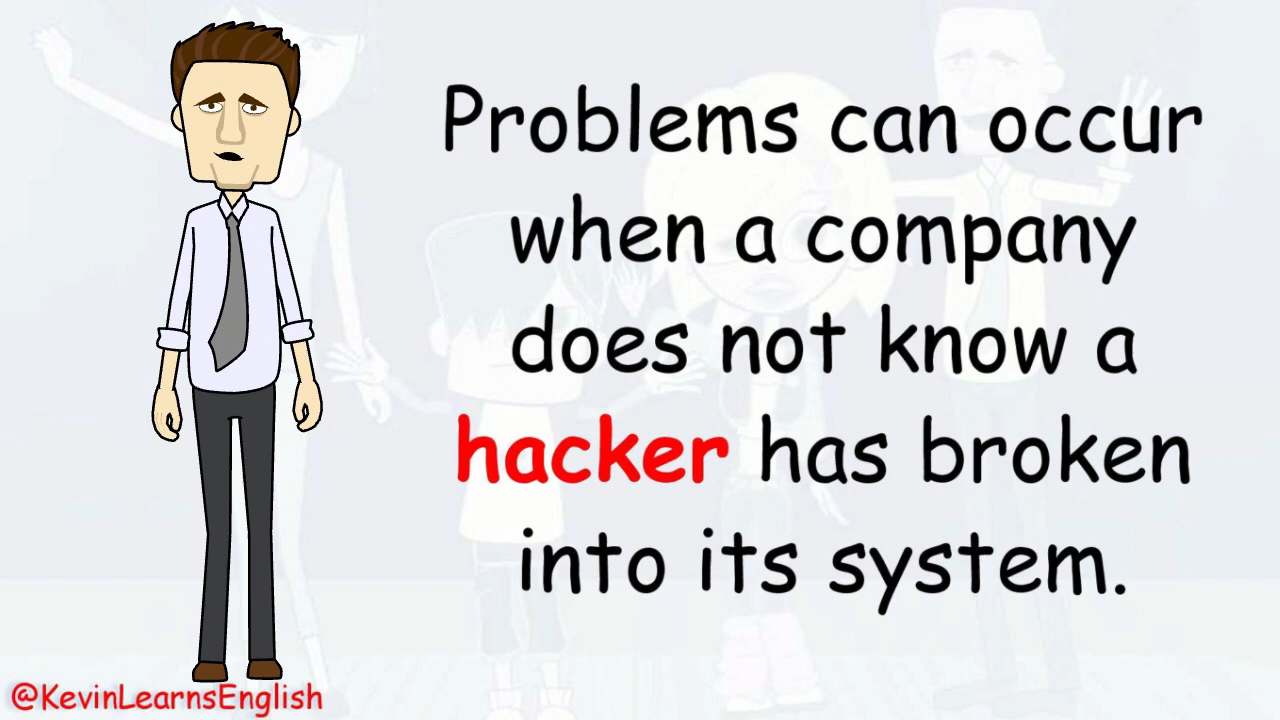 Problems can occur
when a company
does not know a
hacker has broken
into its system.
@KevinLearnsEnglish